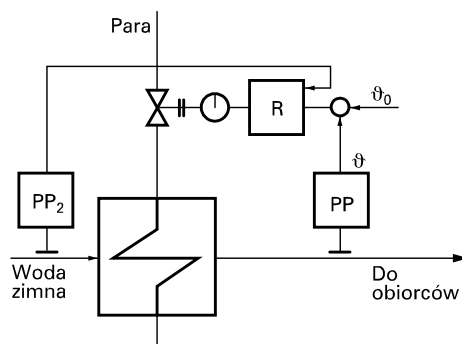 Para
R
ϑ₀
ϑ
PP₂
PP
Woda
zimna
Do
obiorców